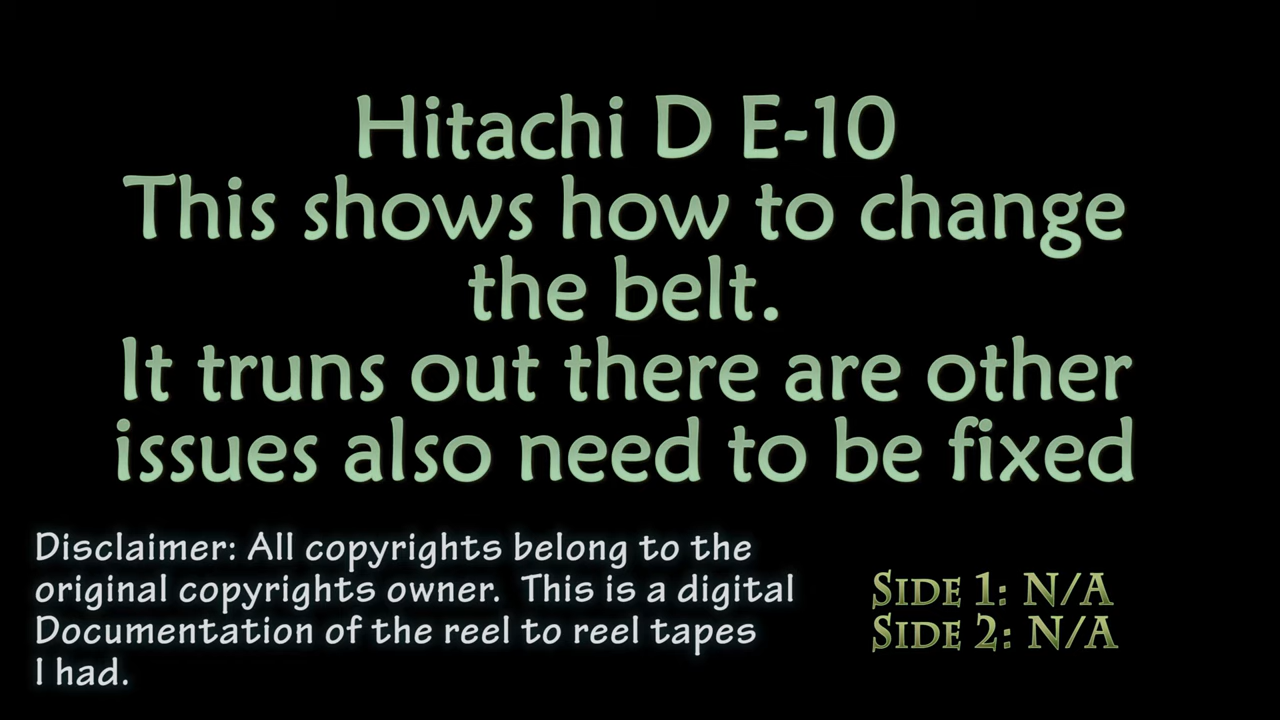 Hitachi D E-10
This shows how to change
the belt.
It truns out there are other
issues also need to be fixed
Disclaimer: All copyrights belong to the
original copyrights owner.  This is a digital
Documentation of the reel to reel tapes
I had.
Side 1: N/A
Side 2: N/A